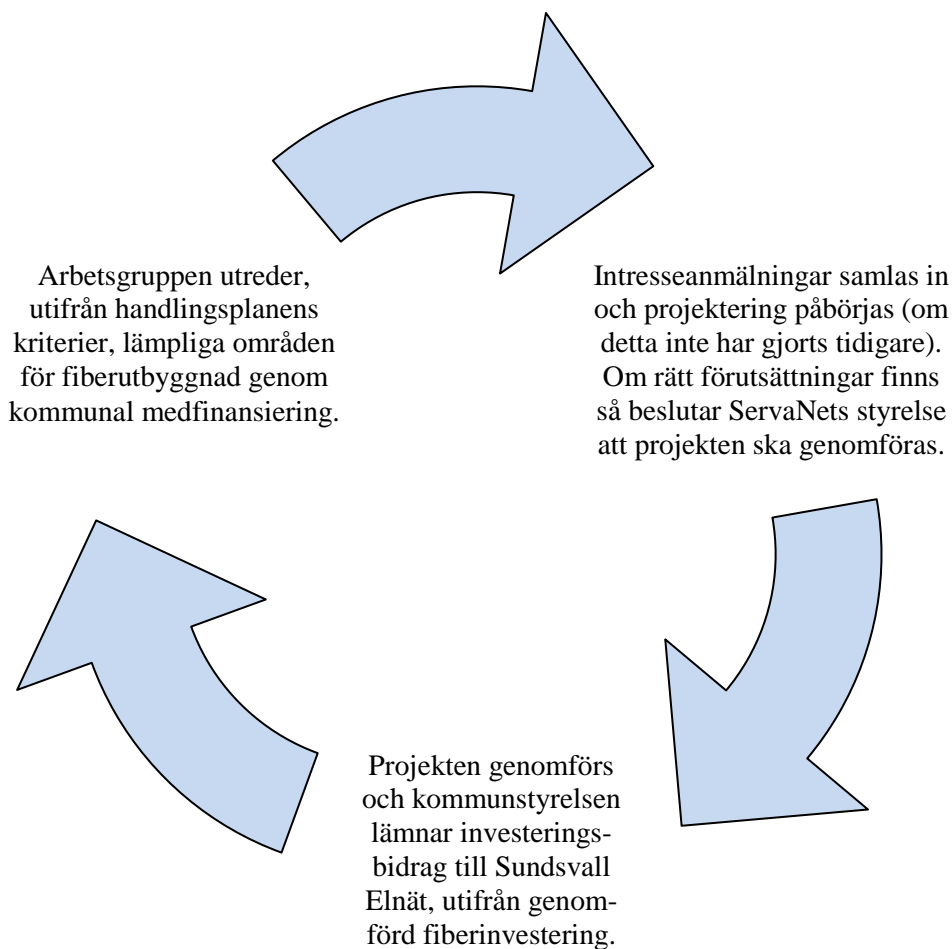 Arbetsgruppen utreder,
utifrån handlingsplanens
kriterier, lämpliga områden
för fiberutbyggnad genom
kommunal medfinansiering.
Intresseanmälningar samlas in
och projektering påbörjas (om
detta inte har gjorts tidigare).
Om rätt förutsättningar finns
så beslutar ServaNets styrelse
att projekten ska genomföras.
Projekten genomförs
och kommunstyrelsen
lämnar investerings-
bidrag till Sundsvall
Elnät, utifrån genom-
förd fiberinvestering.